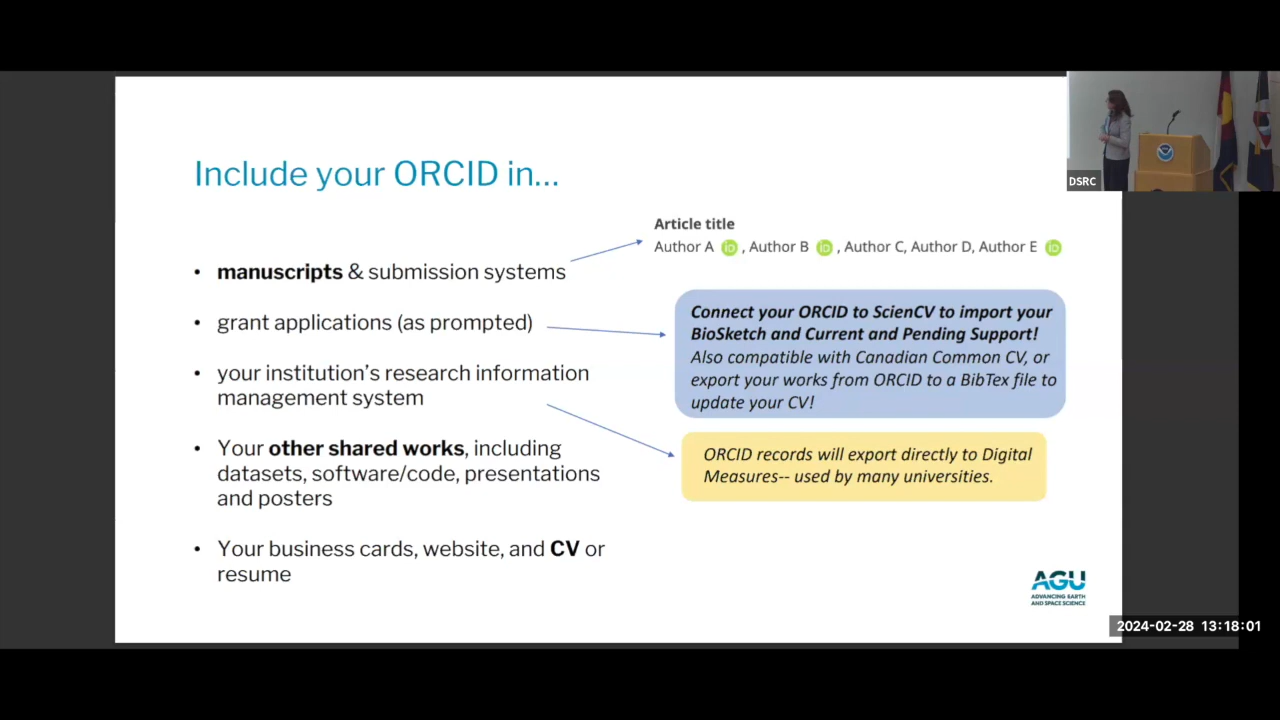 Include your ORCID in...
Article title
Author A iD , Author B iD , Author C, Author D, Author E iD
• manuscripts & submission systems
• grant applications (as prompted)
• your institution's research information
management system
• Your other shared works, including
datasets, software/code, presentations
and posters
• Your business cards, website, and CV or
resume
Connect your ORCID to ScienCV to import your
BioSketch and Current and Pending Support!
Also compatible with Canadian Common CV, or
export your works from ORCID to a BibTex file to
update your CV!
ORCID records will export directly to Digital
Measures-- used by many universities.
AGU
ADVANCING EARTH
AND SPACE SCIENCE
DSRC
2024-02-28 13:18:01